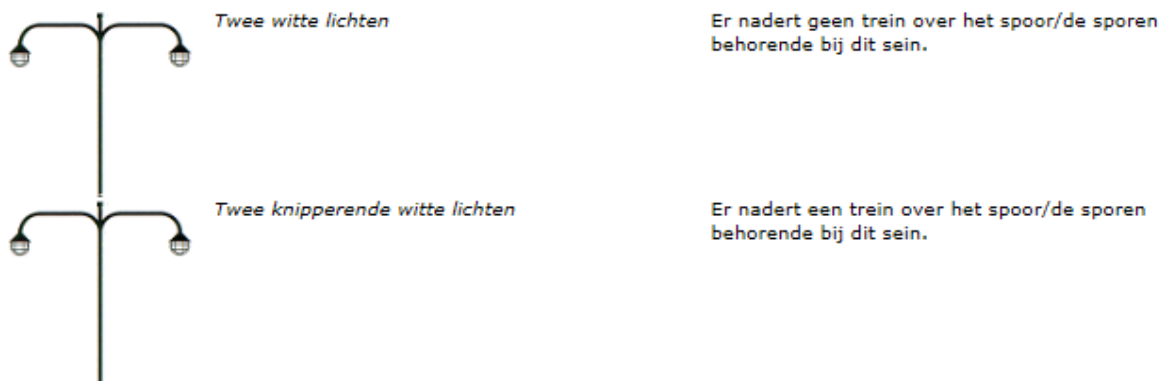 Twee witte lichten
Er nadert geen trein over het spoor/de sporen
behorende bij dit sein.
Twee knipperende witte lichten
Er nadert een trein over het spoor/de sporen
behorende bij dit sein.